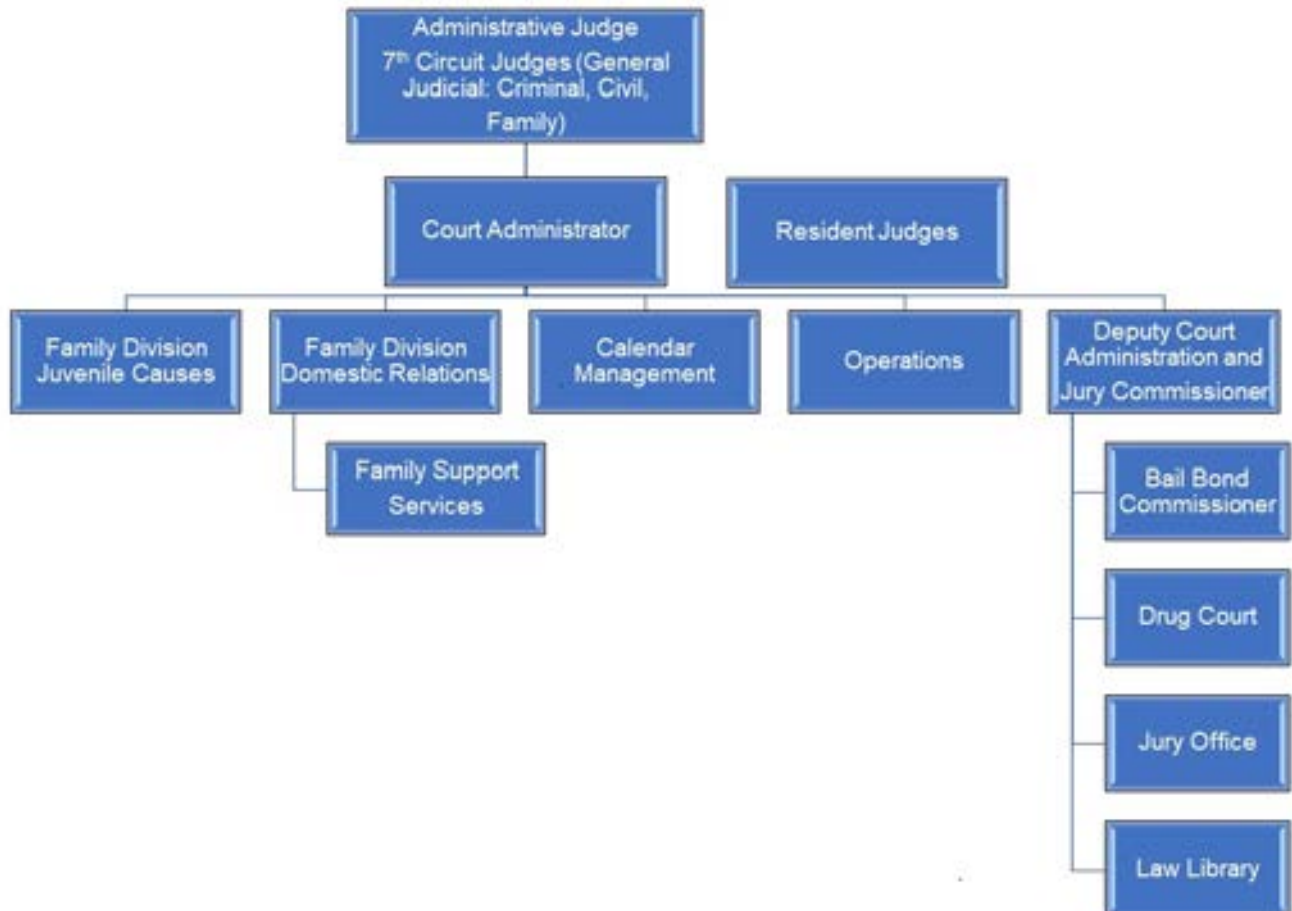 Administrative Judge
7th Circuit Judges (General
Judicial: Criminal, Civil,
Family)
Court Administrator
Resident Judges
Family Division
Juvenile Causes
Family Division
Domestic Relations
Calendar
Management
Operations
Deputy Court
Administration and
Jury Commissioner
Family Support
Services
Bail Bond
Commissioner
Drug Court
Jury Office
Law Library